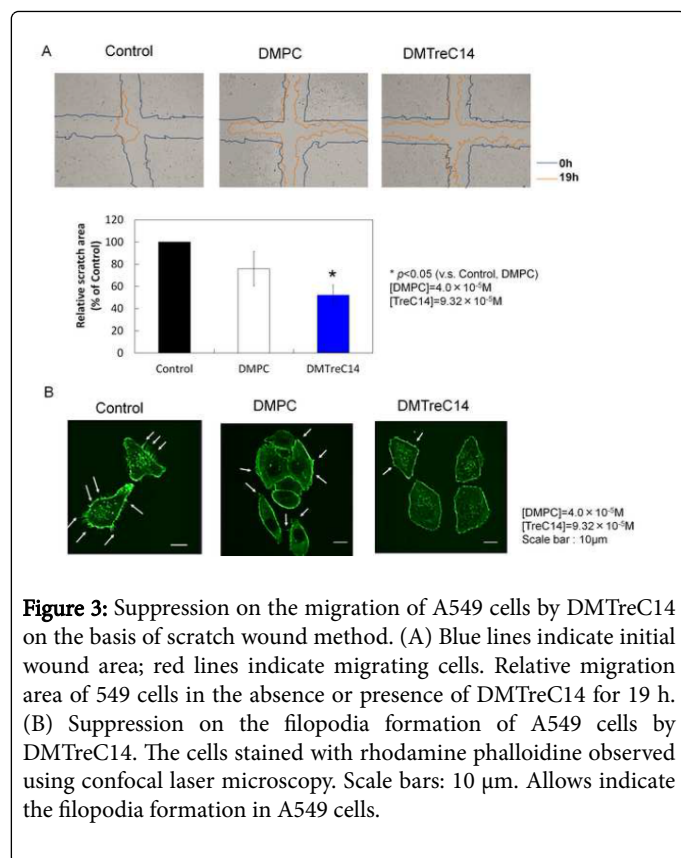 A
Control
DMPC
DMTreC14
0h
19h
Relative scratch area
(% of Control)
120
100
80
60
40
20
0
*
Control
DMPC
DMTreC14
* p<0.05 (v.s. Control, DMPC)
[DMPC]=4.0 × 10⁻⁵M
[TreC14]=9.32 × 10⁻⁵M
B
Control
DMPC
DMTreC14
[DMPC]=4.0 × 10⁻⁵M
[TreC14]=9.32 × 10⁻⁵M
Scale bar : 10μm
Figure 3: Suppression on the migration of A549 cells by DMTreC14
on the basis of scratch wound method. (A) Blue lines indicate initial
wound area; red lines indicate migrating cells. Relative migration
area of 549 cells in the absence or presence of DMTreC14 for 19 h.
(B) Suppression on the filopodia formation of A549 cells by
DMTreC14. The cells stained with rhodamine phalloidine observed
using confocal laser microscopy. Scale bars: 10 μm. Allows indicate
the filopodia formation in A549 cells.